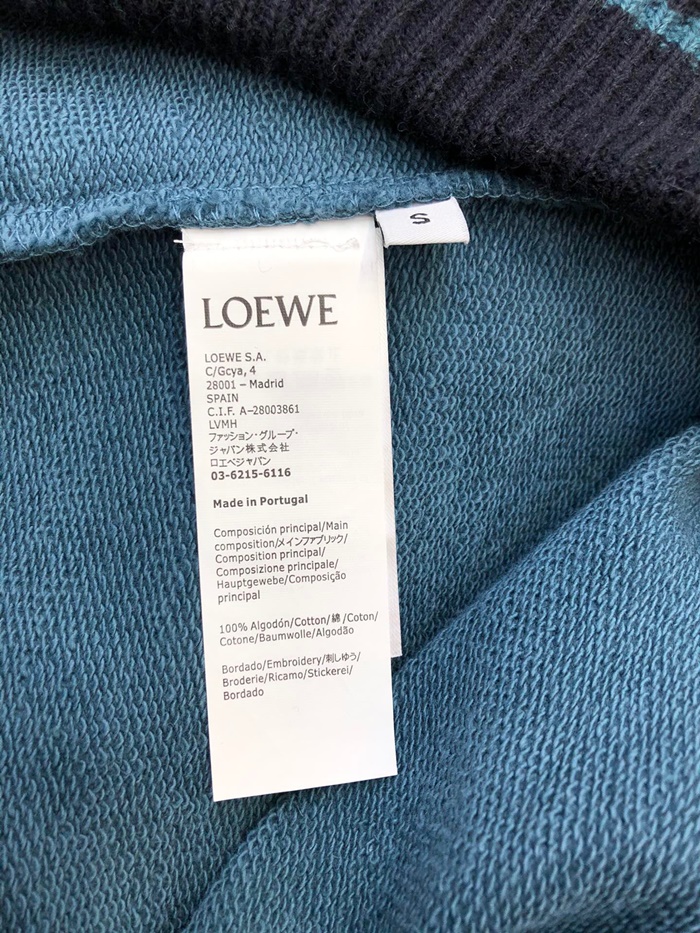 S
LOEWE
LOEWE S.A.
C/Gcya, 4
28001 – Madrid
SPAIN
C.I.F. A-28003861
LVMH
ファッション・グループ・
ジャパン株式会社
ロエベジャパン
03-6215-6116
Made in Portugal
Composición principal/Main
composition/メインファブリック/
Composition principal/
Composizione principale/
Hauptgewebe/Composição
principal
100% Algodón/Cotton/綿/Coton/
Cotone/Baumwolle/Algodão
Bordado/Embroidery/刺しゆう/
Broderie/Ricamo/Stickerei/
Bordado